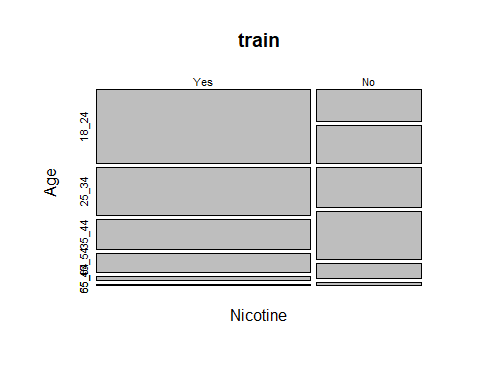 train
Yes No
Age
18_24
25_34
35_44
Nicotine